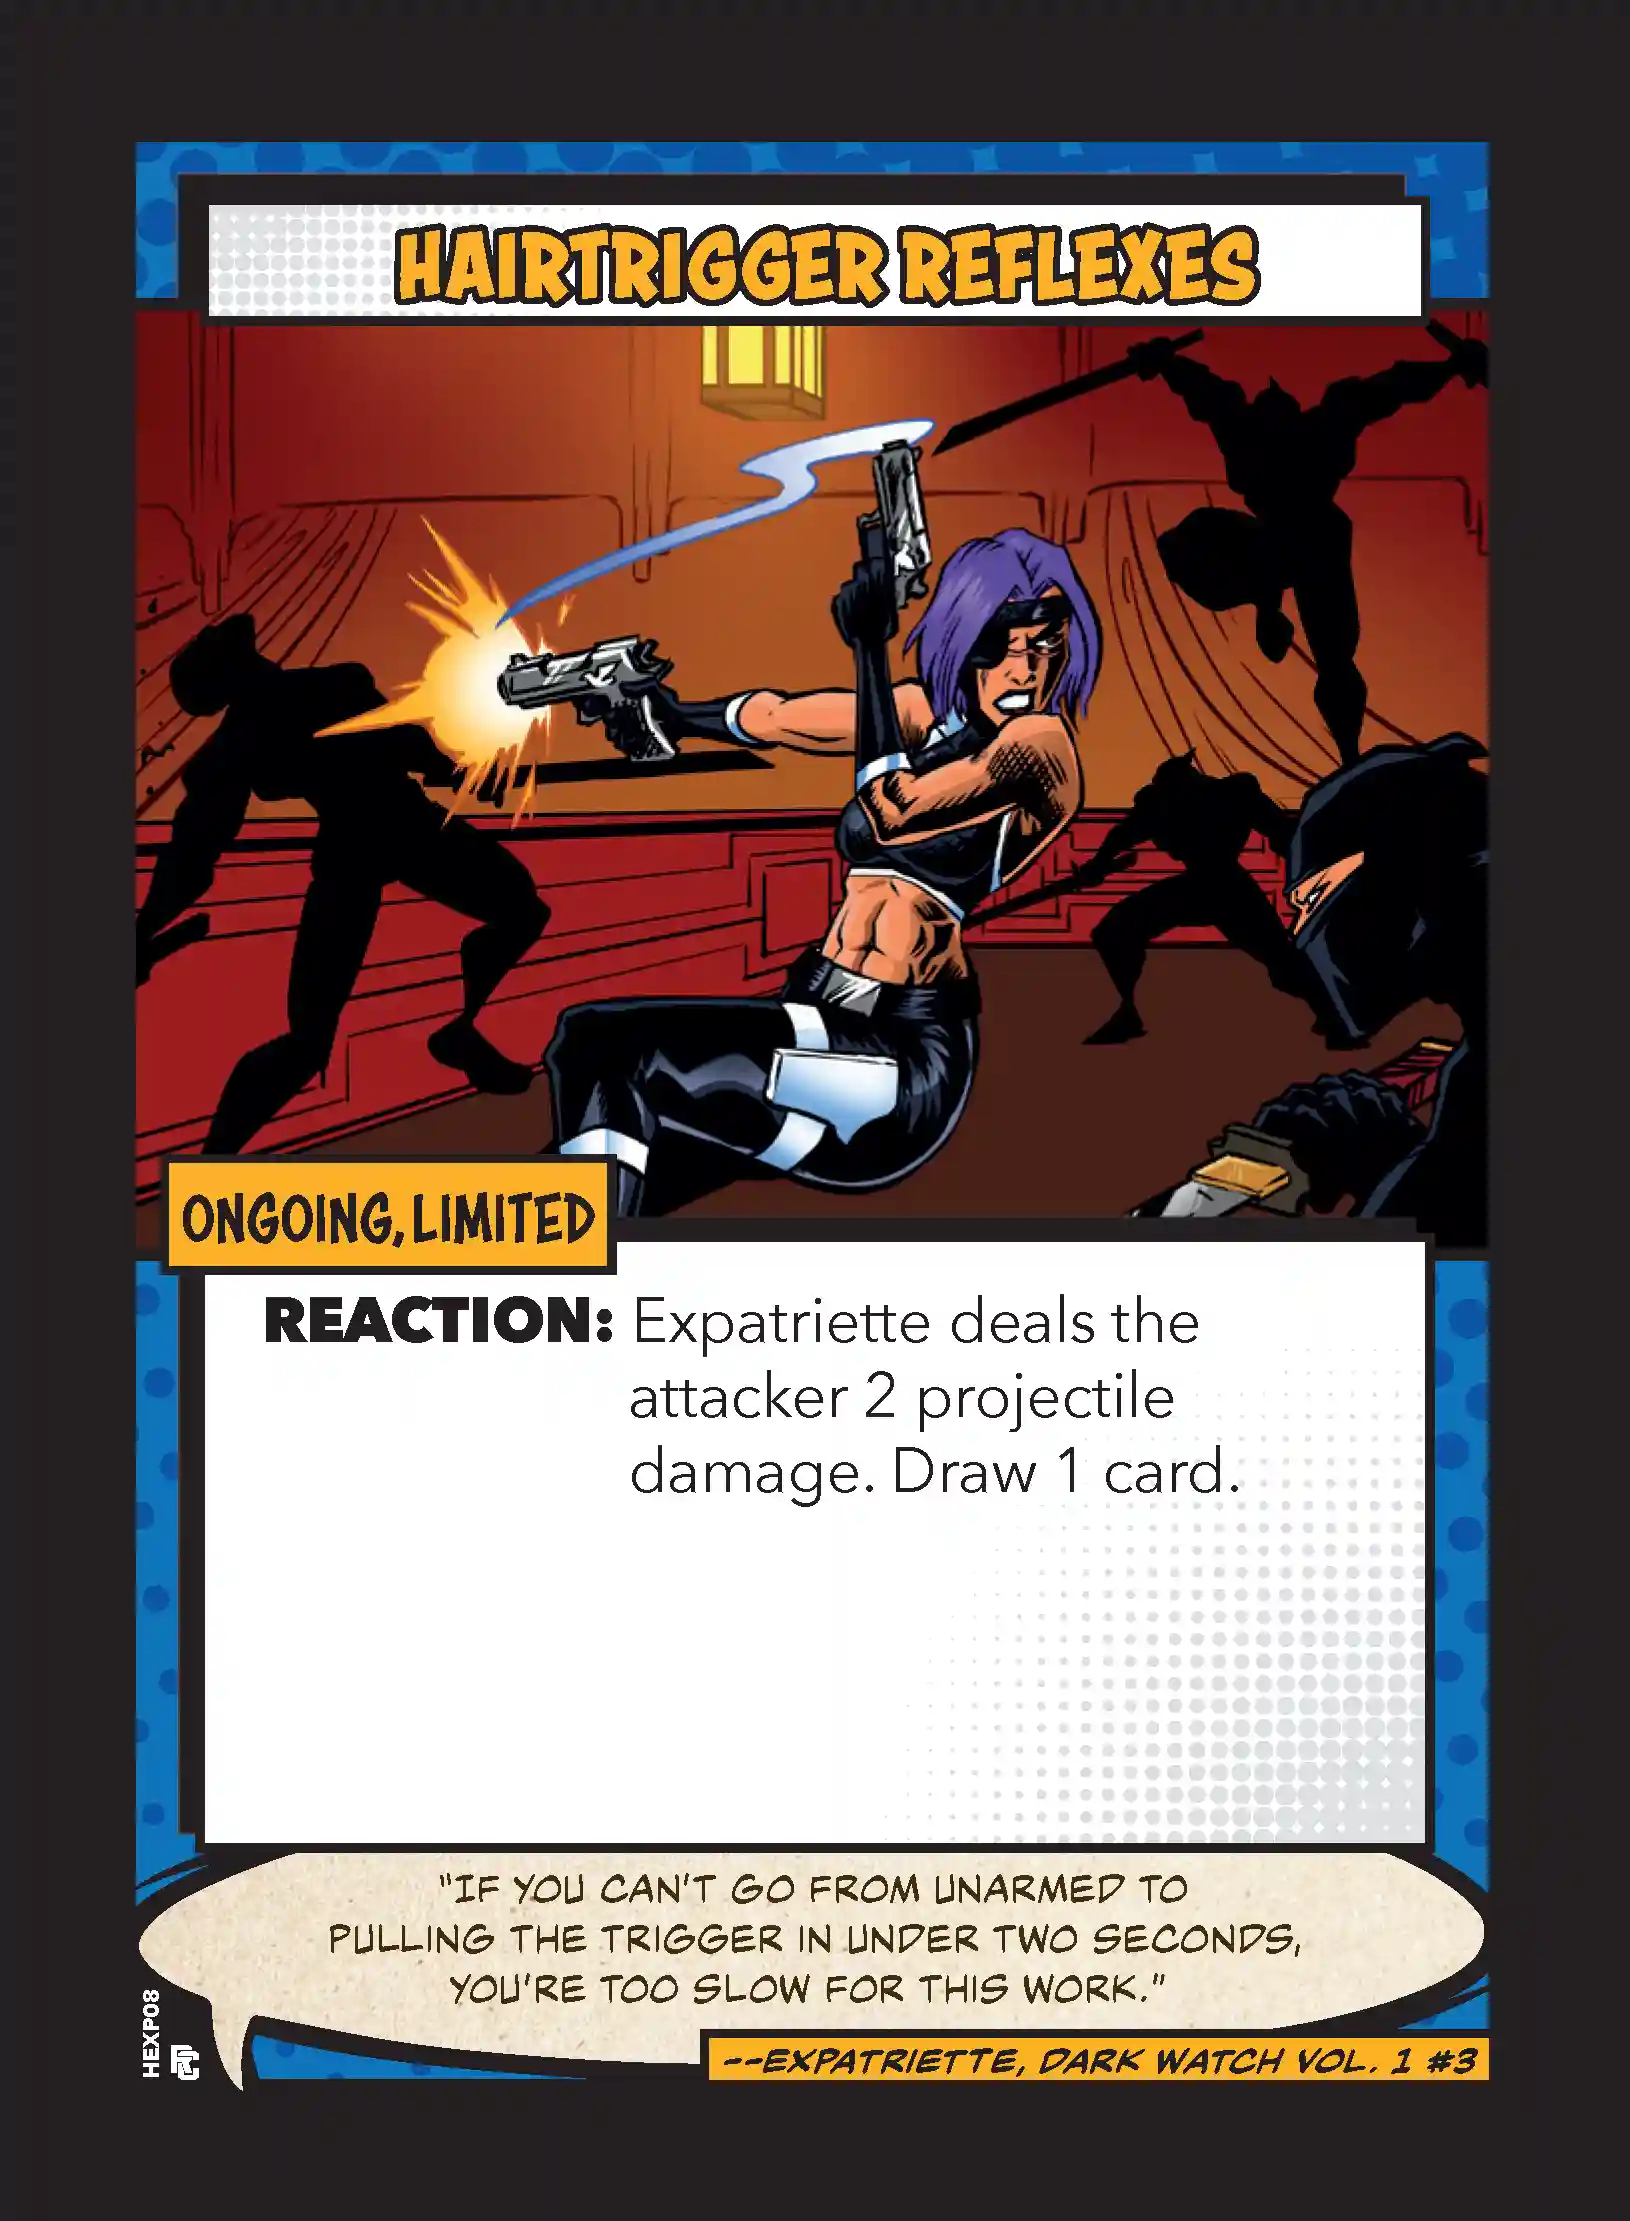 HAIRTRIGGER REFLEXES
ONGOING, LIMITED
REACTION: Expatriette deals the
attacker 2 projectile
damage. Draw 1 card.
"IF YOU CAN'T GO FROM UNARMED TO
PULLING THE TRIGGER IN UNDER TWO SECONDS,
YOU'RE TOO SLOW FOR THIS WORK."
--EXPATRIETTE, DARK WATCH VOL. 1 #3
HEXP08